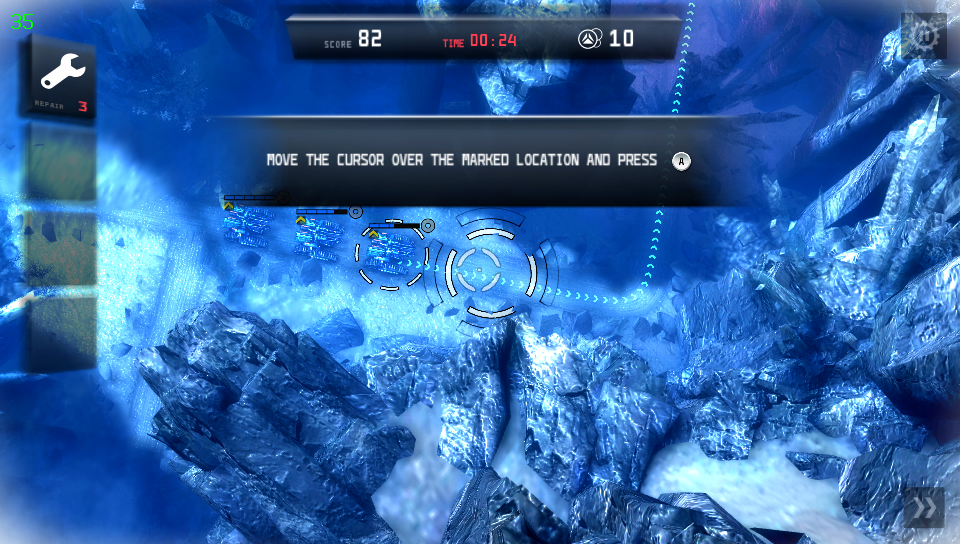 35
SCORE 82
TIME 00:24
10
REPAIR 3
MOVE THE CURSOR OVER THE MARKED LOCATION AND PRESS A